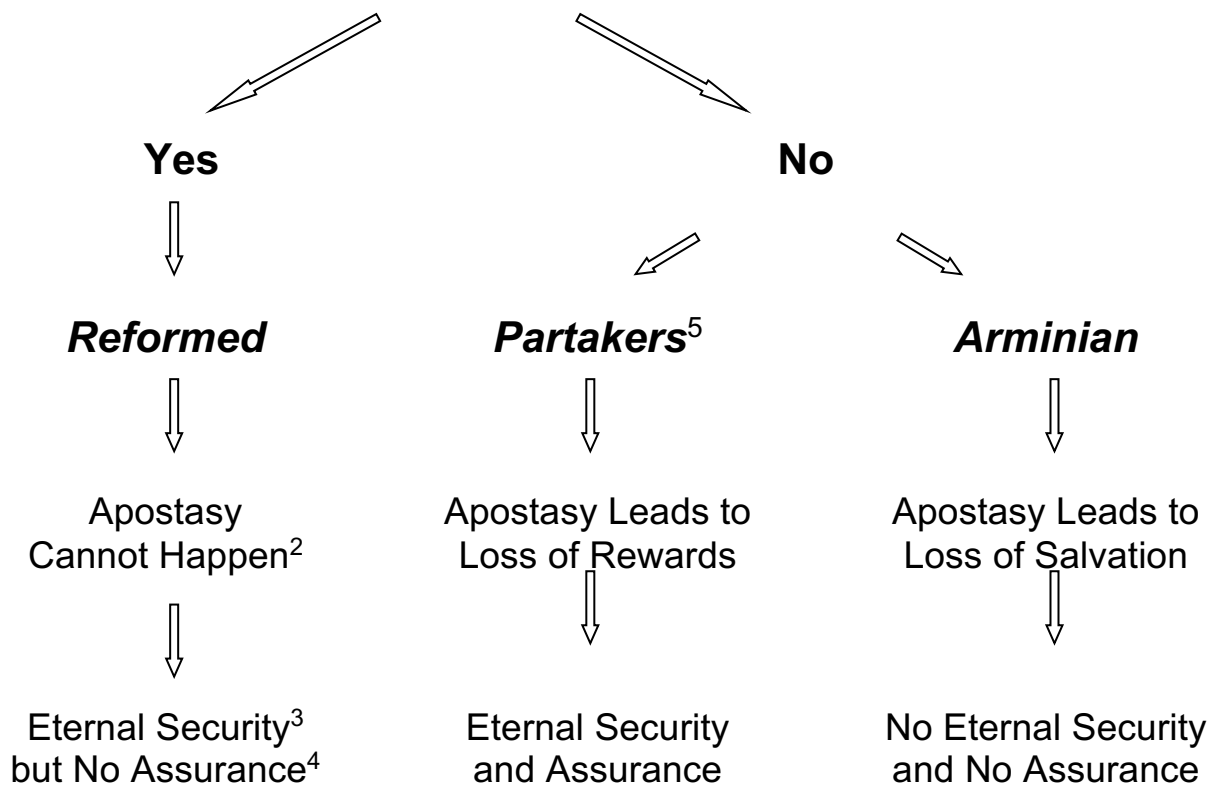 Yes
No
Reformed
Partakers⁵
Arminian
Apostasy
Cannot Happen²
Apostasy Leads to
Loss of Rewards
Apostasy Leads to
Loss of Salvation
Eternal Security³
but No Assurance⁴
Eternal Security
and Assurance
No Eternal Security
and No Assurance